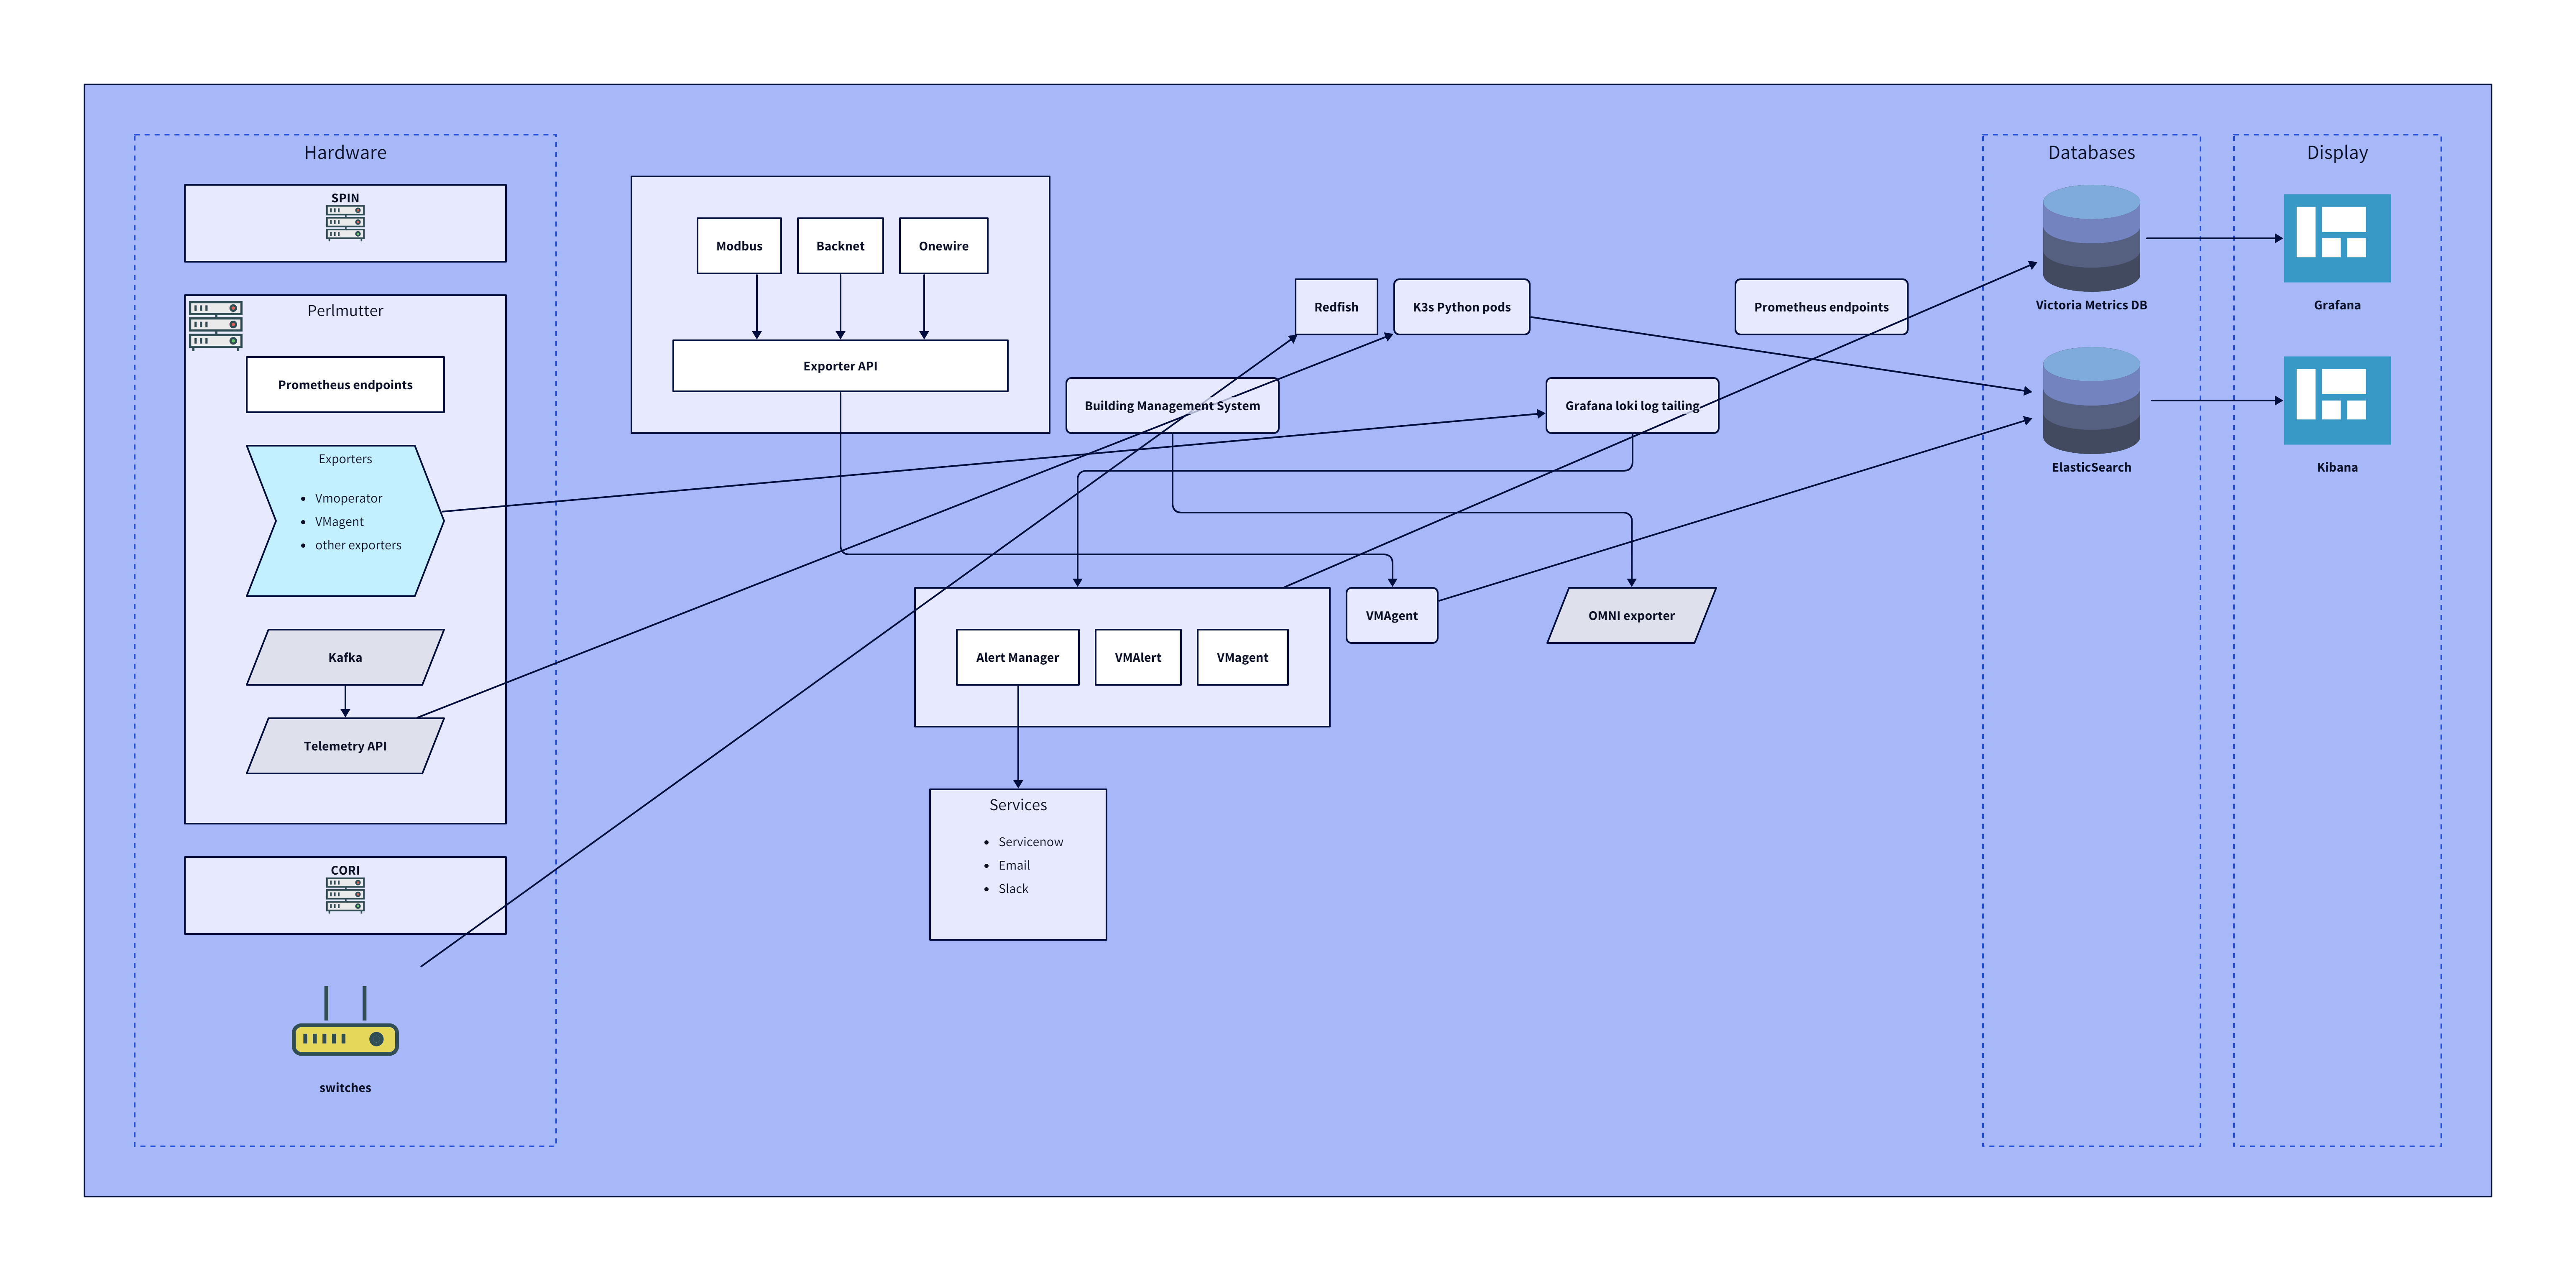 Hardware
SPIN
Perlmutter
Prometheus endpoints
Exporters
Vmoperator
VMagent
other exporters
Kafka
Telemetry API
CORI
switches
Modbus
Backnet
Onewire
Exporter API
Redfish
K3s Python pods
Prometheus endpoints
Building Management System
Grafana loki log tailing
Alert Manager
VMAlert
VMagent
VMAgent
OMNI exporter
Services
Servicenow
Email
Slack
Databases
Victoria Metrics DB
ElasticSearch
Display
Grafana
Kibana